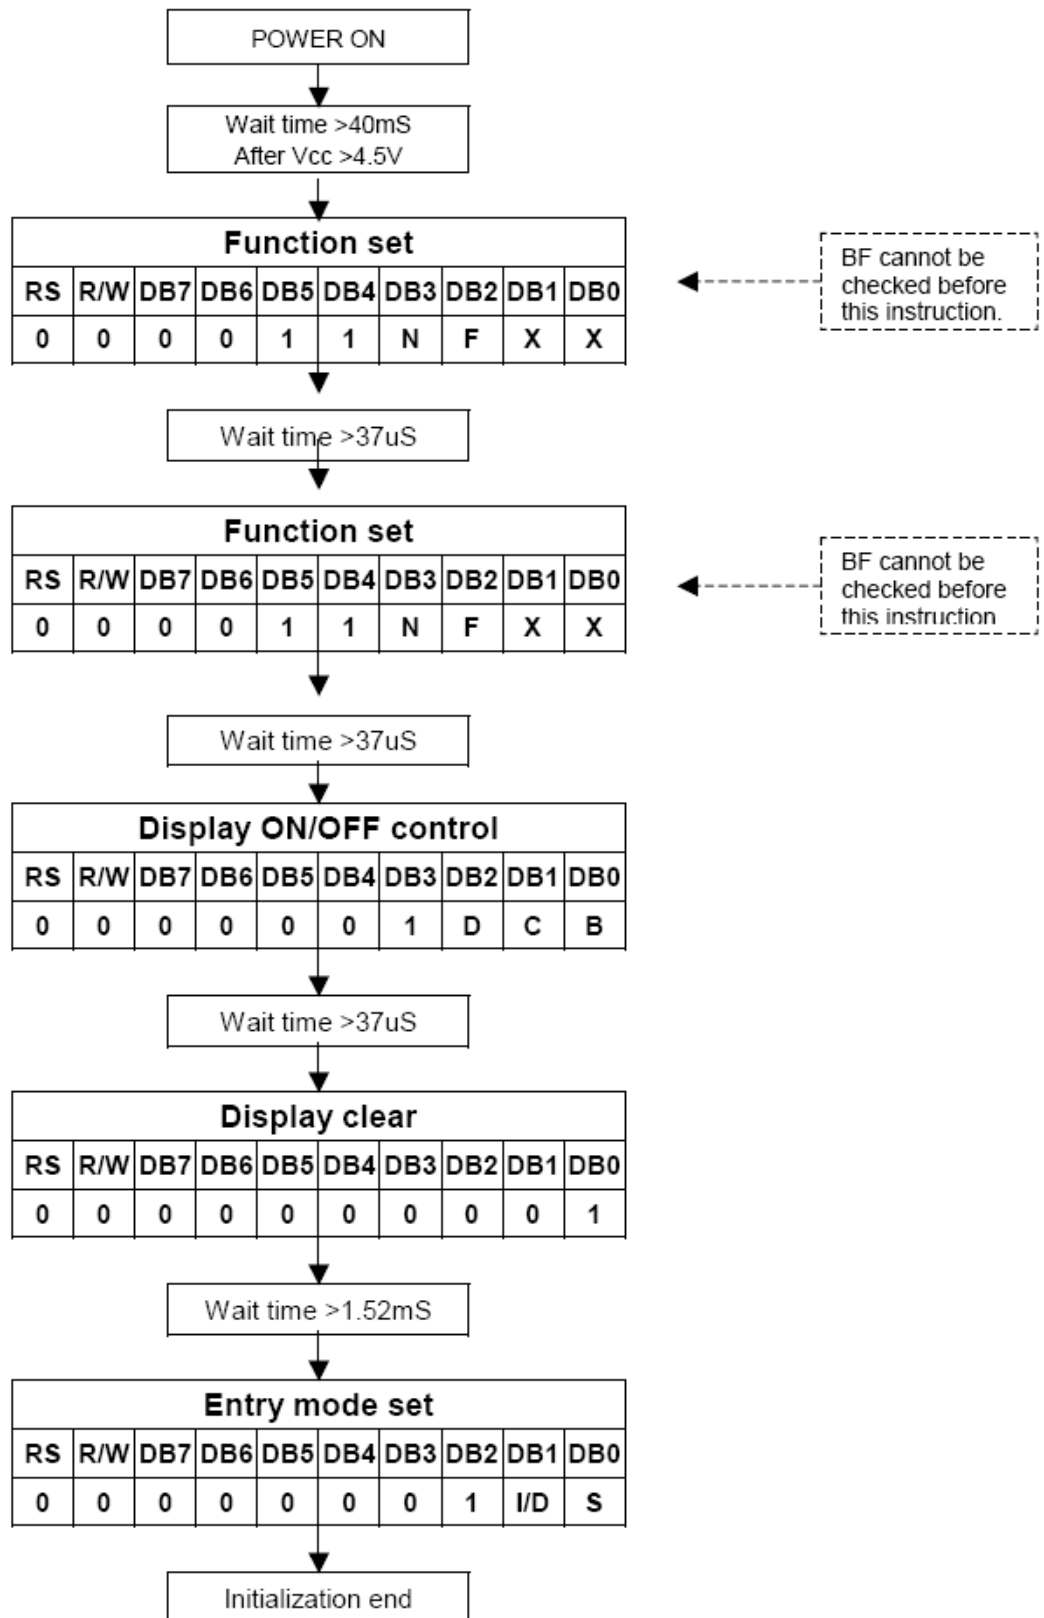 POWER ON
Wait time >40mS
After Vcc >4.5V
Function set
RS R/W DB7 DB6 DB5 DB4 DB3 DB2 DB1 DB0
0 0 0 0 1 1 N F X X
BF cannot be
checked before
this instruction.
Wait time >37uS
Function set
RS R/W DB7 DB6 DB5 DB4 DB3 DB2 DB1 DB0
0 0 0 0 1 1 N F X X
BF cannot be
checked before
this instruction
Wait time >37uS
Display ON/OFF control
RS R/W DB7 DB6 DB5 DB4 DB3 DB2 DB1 DB0
0 0 0 0 0 0 1 D C B
Wait time >37uS
Display clear
RS R/W DB7 DB6 DB5 DB4 DB3 DB2 DB1 DB0
0 0 0 0 0 0 0 0 0 1
Wait time >1.52mS
Entry mode set
RS R/W DB7 DB6 DB5 DB4 DB3 DB2 DB1 DB0
0 0 0 0 0 0 0 1 I/D S
Initialization end